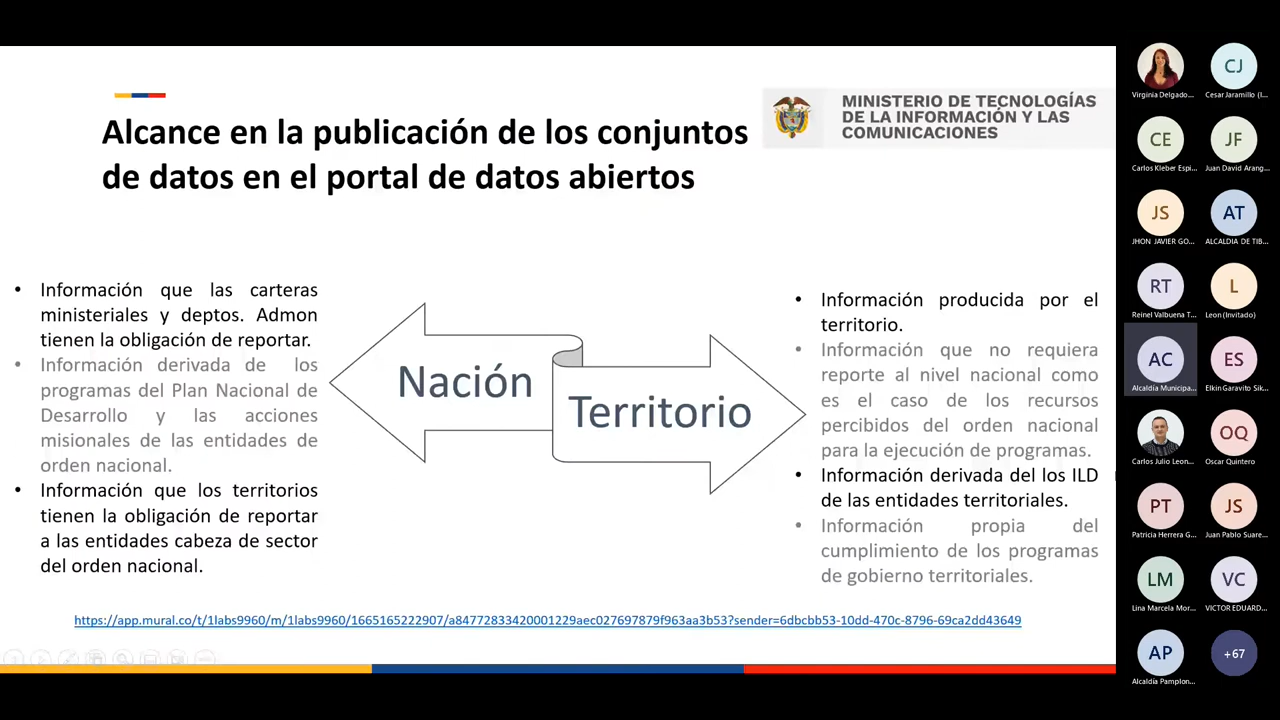 Alcance en la publicación de los conjuntos
de datos en el portal de datos abiertos
MINISTERIO DE TECNOLOGÍAS
DE LA INFORMACIÓN Y LAS
COMUNICACIONES
• Información que las carteras
ministeriales y deptos. Admon
tienen la obligación de reportar.
• Información derivada de los
programas del Plan Nacional de
Desarrollo y las acciones
misionales de las entidades de
orden nacional.
• Información que los territorios
tienen la obligación de reportar
a las entidades cabeza de sector
del orden nacional.
Nación
Territorio
• Información producida por el
territorio.
• Información que no requiera
reporte al nivel nacional como
es el caso de los recursos
percibidos del orden nacional
para la ejecución de programas.
• Información derivada del los ILD
de las entidades territoriales.
• Información propia del
cumplimiento de los programas
de gobierno territoriales.
https://app.mural.co/t/1labs9960/m/1labs9960/1665165222907/a84772833420001229aec027697879f963aa3b53?sender=6dbcbb53-10dd-470c-8796-69ca2dd43649
Virginia Delgado...
CJ
Cesar Jaramillo (I...
CE
Carlos Kleber Espi...
JF
Juan David Arang...
JS
JHON JAVIER GO...
AT
ALCALDIA DE TIB...
RT
Reinel Valbuena T...
L
Leon (Invitado)
AC
Alcaldía Municipa...
ES
Elkin Garavito Sik...
Carlos Julio Leon...
OQ
Oscar Quintero
PT
Patricia Herrera G...
JS
Juan Pablo Suare...
LM
Lina Marcela Mor...
VC
VICTOR EDUARD...
AP
Alcaldía Pamplon...
+67